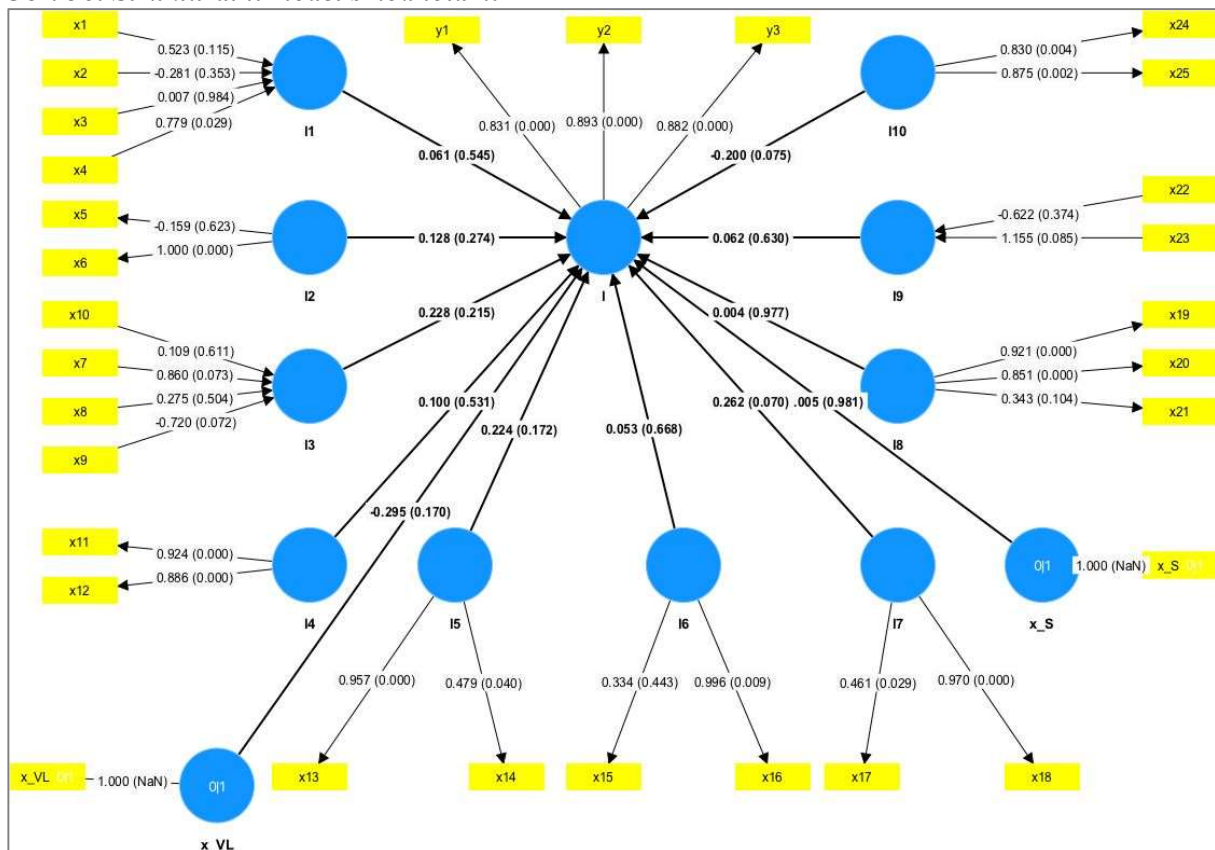 x1
0.523 (0.115)
x2
-0.281 (0.353)
x3
0.007 (0.984)
x4
0.779 (0.029)
l1
y1
y2
y3
0.831 (0.000)
0.893 (0.000)
0.882 (0.000)
x24
0.830 (0.004)
x25
0.875 (0.002)
l10
0.061 (0.545)
-0.200 (0.075)
x5
-0.159 (0.623)
x6
1.000 (0.000)
l2
0.128 (0.274)
l
0.062 (0.630)
l9
x22
-0.622 (0.374)
x23
1.155 (0.085)
x10
0.109 (0.611)
x7
0.860 (0.073)
x8
0.275 (0.504)
x9
-0.720 (0.072)
l3
0.228 (0.215)
0.004 (0.977)
l8
x19
0.921 (0.000)
x20
0.851 (0.000)
x21
0.343 (0.104)
0.100 (0.531)
0.224 (0.172)
0.053 (0.668)
0.262 (0.070)
.005 (0.981)
-0.295 (0.170)
x11
0.924 (0.000)
x12
0.886 (0.000)
l4
l5
l6
l7
0|1
x_S
1.000 (NaN)
x_S 0|1
0.957 (0.000)
0.479 (0.040)
0.334 (0.443)
0.996 (0.009)
0.461 (0.029)
0.970 (0.000)
x_VL 0|1
1.000 (NaN)
0|1
x_VL
x13
x14
x15
x16
x17
x18